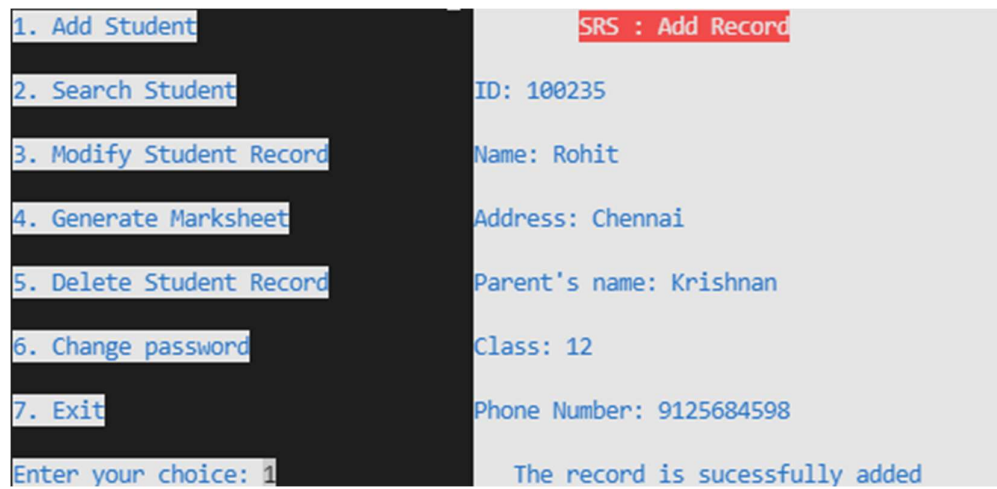 1. Add Student
2. Search Student
3. Modify Student Record
4. Generate Marksheet
5. Delete Student Record
6. Change password
7. Exit
Enter your choice: 1
SRS : Add Record
ID: 100235
Name: Rohit
Address: Chennai
Parent's name: Krishnan
Class: 12
Phone Number: 9125684598
The record is sucessfully added